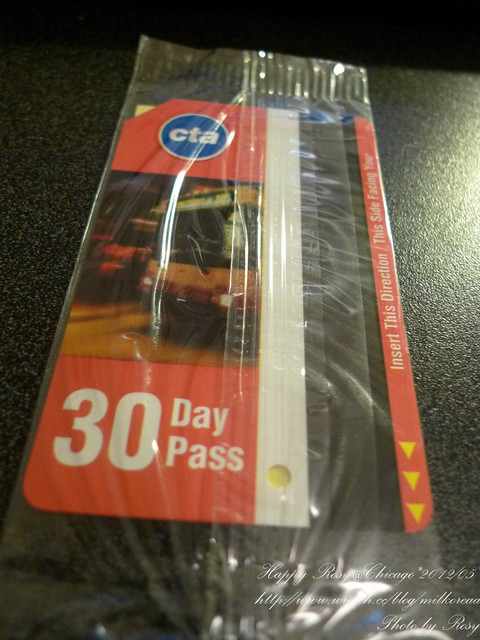 cta
30 Day
Pass
Insert This Direction / This Side Facing You
Happy Rosy@Chicago*2012/05
Photo by Rosy